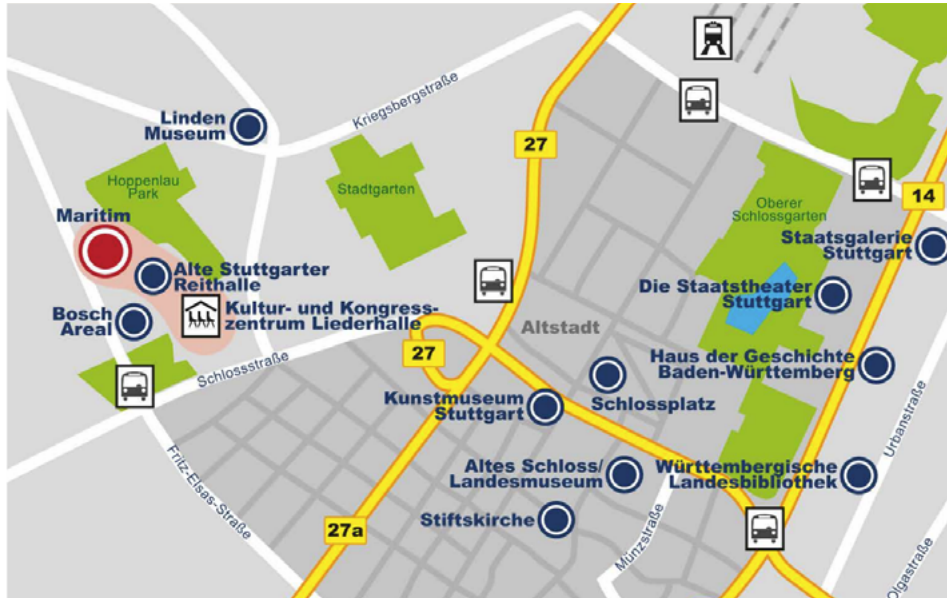 Linden
Museum
Kriegsbergstraße
27
Hoppenlau
Park
Stadtgarten
14
Maritim
Oberer
Schlossgarten
Staatsgalerie
Stuttgart
Alte Stuttgarter
Reithalle
Die Staatstheater
Stuttgart
Bosch
Areal
Kultur- und Kongress-
zentrum Liederhalle
Altstadt
Schlossstraße
27
Haus der Geschichte
Baden-Württemberg
Kunstmuseum
Stuttgart
Schlossplatz
Urbanstraße
Fritz-Elsas-Straße
Altes Schloss/
Landesmuseum
Württembergische
Landesbibliothek
Stiftskirche
27a
Münzstraße
Olgastraße